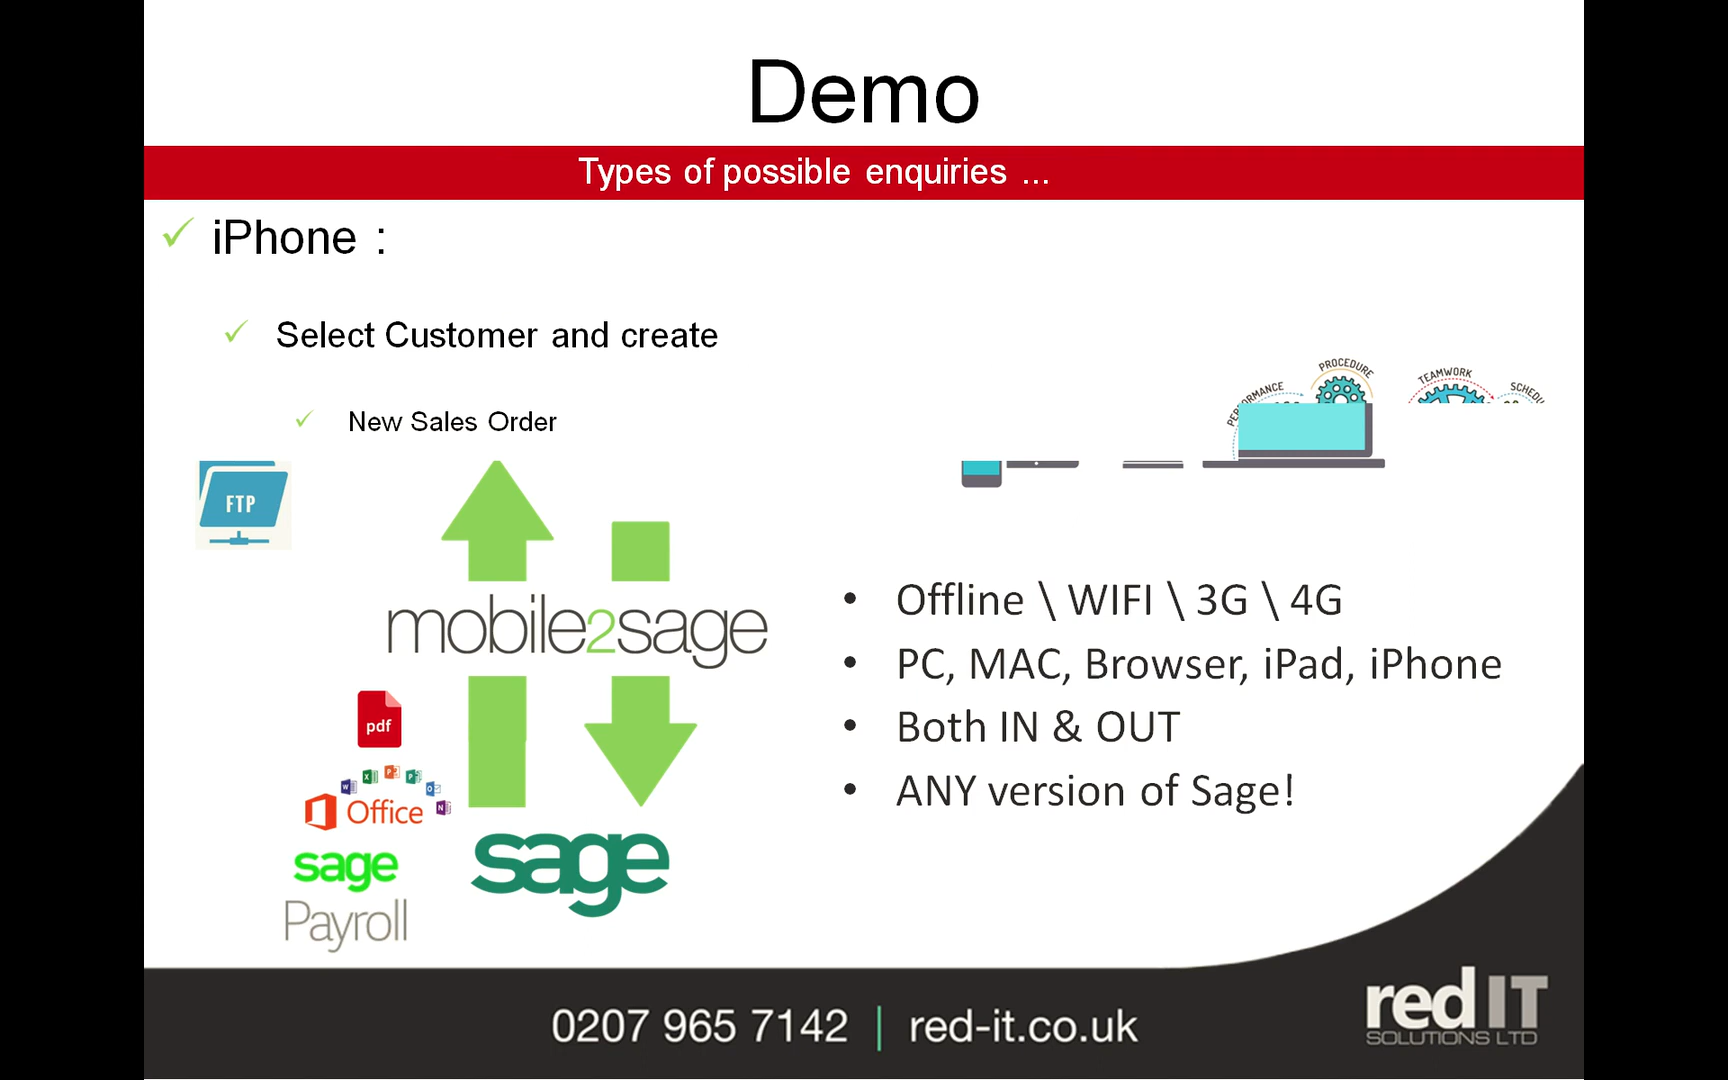 Demo
Types of possible enquiries ...
iPhone :
Select Customer and create
New Sales Order
PERFORMANCE
PROCEDURE
TEAMWORK
FTP
mobile2sage
pdf
Office
sage
Payroll
sage
• Offline \ WIFI \ 3G \ 4G
• PC, MAC, Browser, iPad, iPhone
• Both IN & OUT
• ANY version of Sage!
0207 965 7142 | red-it.co.uk
red IT
SOLUTIONS LTD